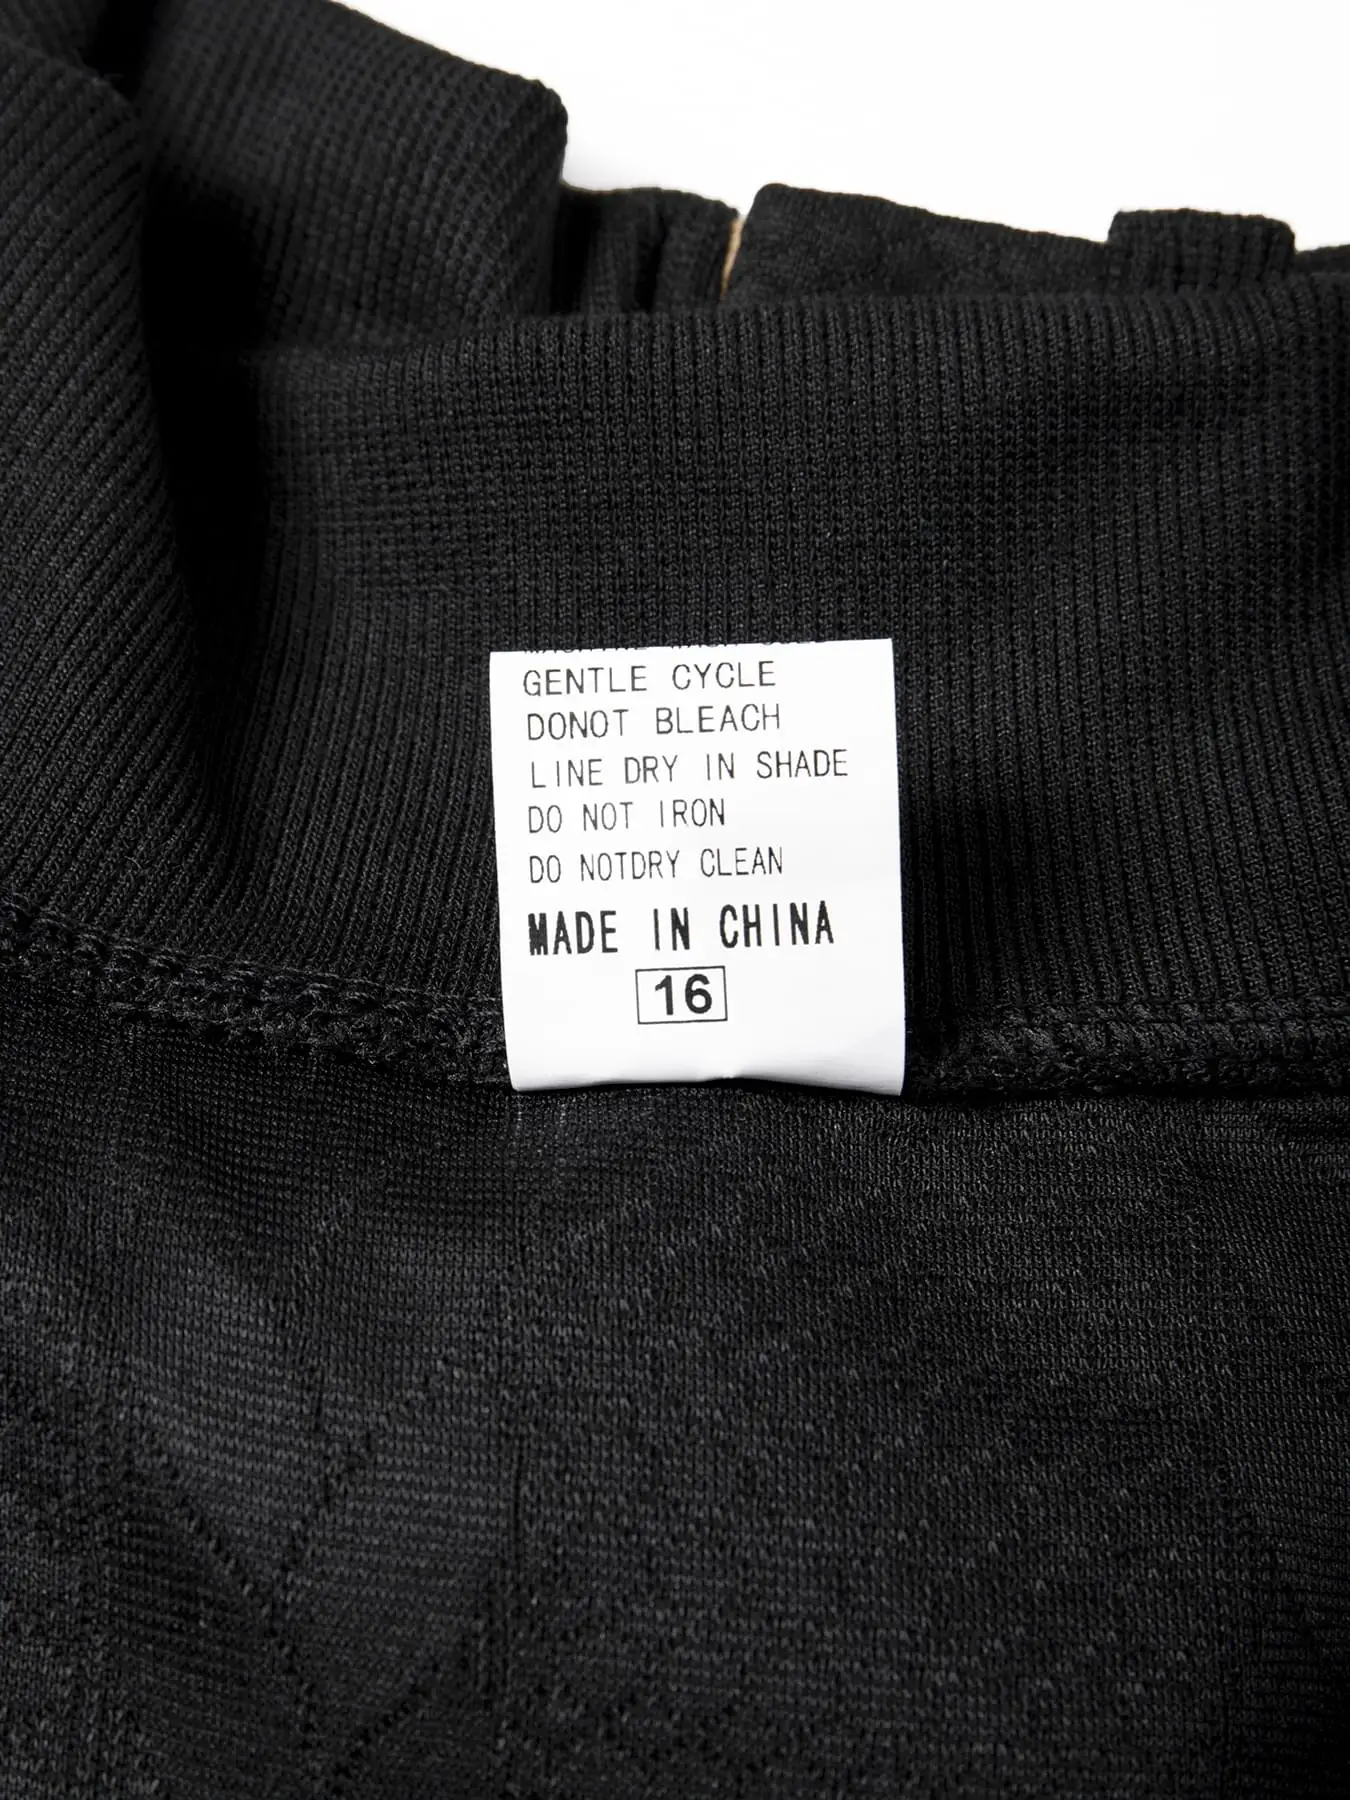 GENTLE CYCLE
DONOT BLEACH
LINE DRY IN SHADE
DO NOT IRON
DO NOTDRY CLEAN
MADE IN CHINA
16